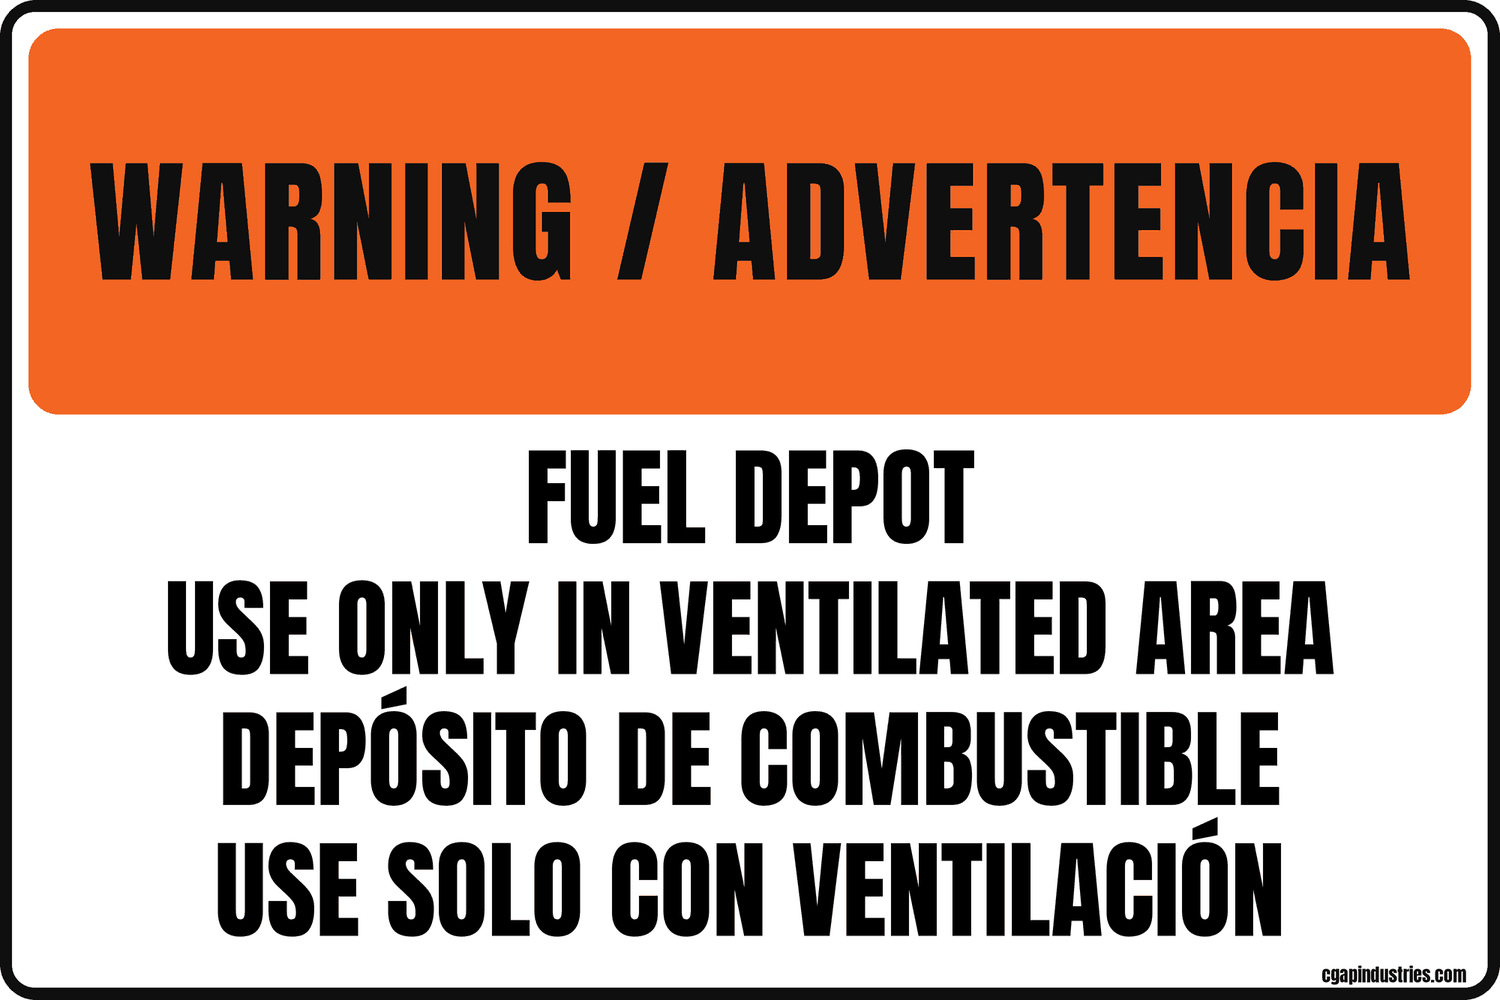 WARNING / ADVERTENCIA
FUEL DEPOT
USE ONLY IN VENTILATED AREA
DEPÓSITO DE COMBUSTIBLE
USE SOLO CON VENTILACIÓN
cgapindustries.com